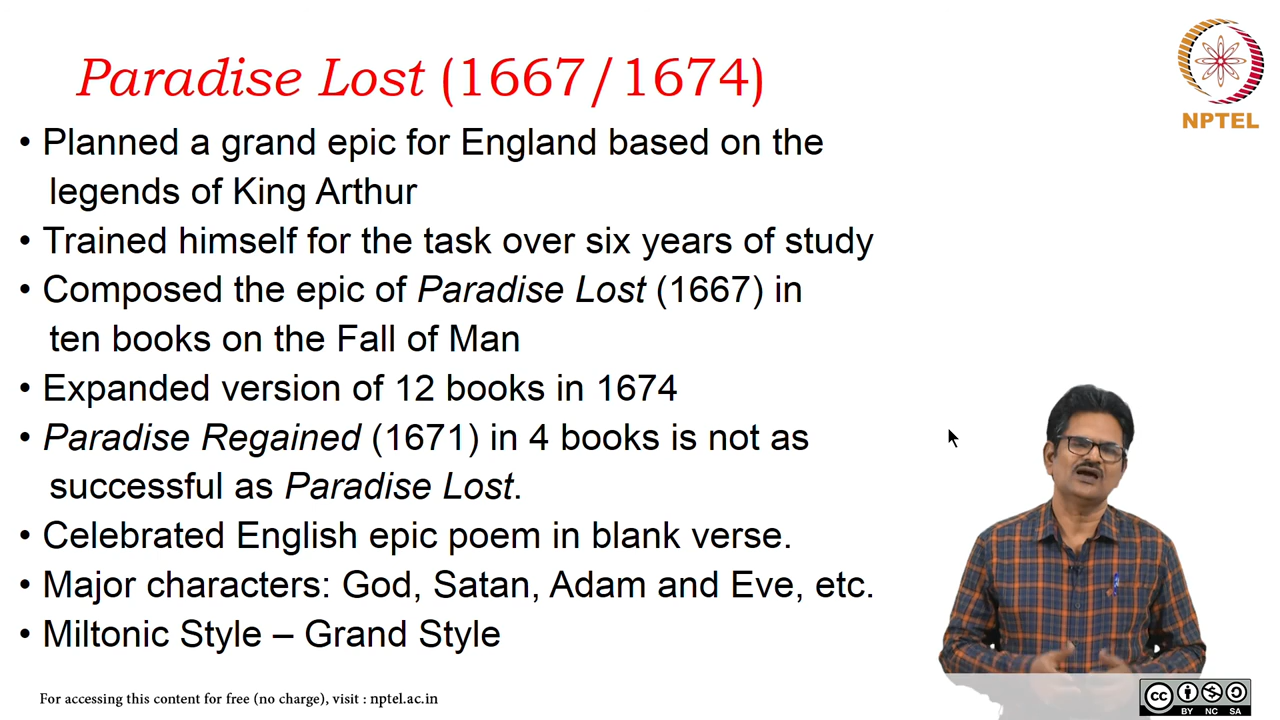 Paradise Lost (1667/1674)
NPTEL
• Planned a grand epic for England based on the
legends of King Arthur
• Trained himself for the task over six years of study
• Composed the epic of Paradise Lost (1667) in
ten books on the Fall of Man
• Expanded version of 12 books in 1674
• Paradise Regained (1671) in 4 books is not as
successful as Paradise Lost.
• Celebrated English epic poem in blank verse.
• Major characters: God, Satan, Adam and Eve, etc.
• Miltonic Style – Grand Style
For accessing this content for free (no charge), visit : nptel.ac.in
CC BY NC SA